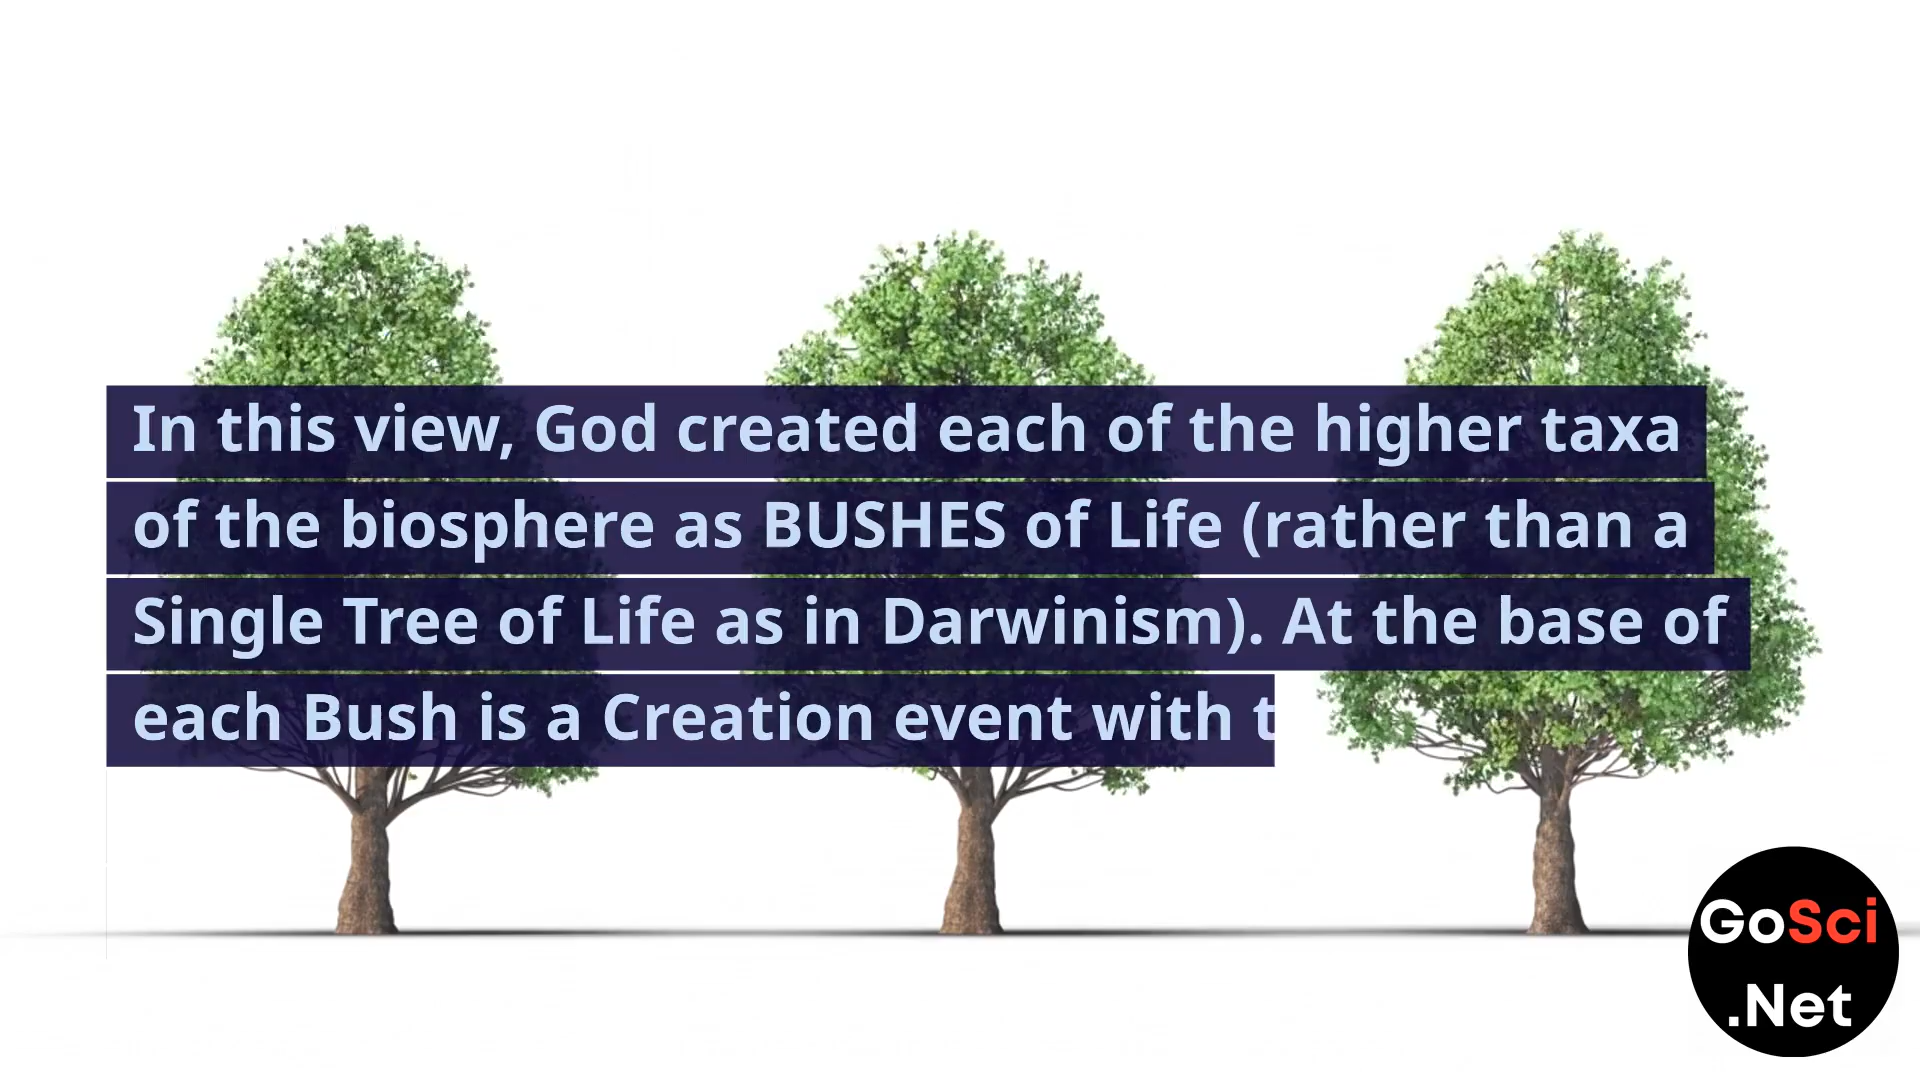 In this view, God created each of the higher taxa
of the biosphere as BUSHES of Life (rather than a
Single Tree of Life as in Darwinism). At the base of
each Bush is a Creation event with t
GoSci
.Net